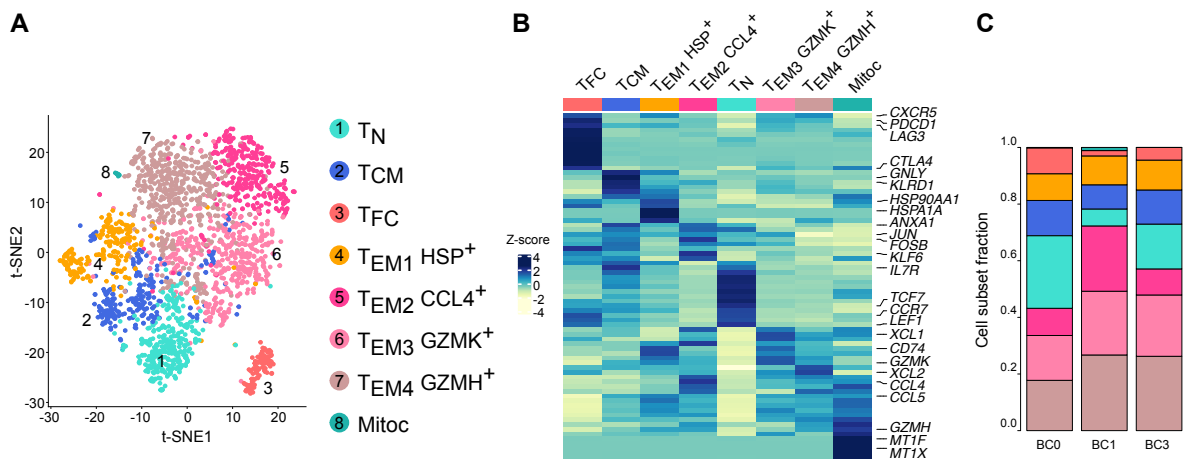 A
B
C
20
10
0
-10
-20
-30
t-SNE2
-30
-20
-10
0
10
20
t-SNE1
7
8
5
4
6
2
1
3
1 TN
2 TCM
3 TFC
4 TEM1 HSP+
5 TEM2 CCL4+
6 TEM3 GZMK+
7 TEM4 GZMH+
8 Mitoc
TFC
TCM
TEM1 HSP+
TEM2 CCL4+
TN
TEM3 GZMK+
TEM4 GZMH+
Mitoc
Z-score
4
2
0
-2
-4
CXCR5
PDCD1
LAG3
CTLA4
GNLY
KLRD1
HSP90AA1
HSPA1A
ANXA1
JUN
FOSB
KLF6
IL7R
TCF7
CCR7
LEF1
XCL1
CD74
GZMK
XCL2
CCL4
CCL5
GZMH
MT1F
MT1X
Cell subset fraction
1.0
0.8
0.6
0.4
0.2
0.0
BC0
BC1
BC3